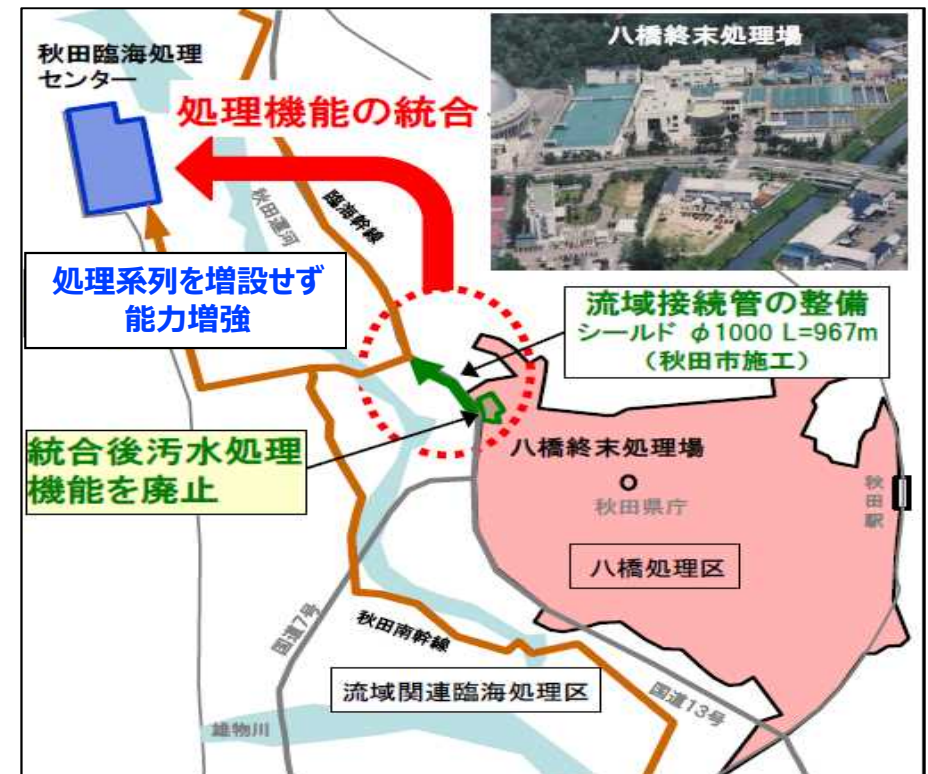 秋田臨海処理
センター
八橋終末処理場
処理機能の統合
秋田運河
臨海幹線
処理系列を増設せず
能力増強
流域接続管の整備
シールド φ1000 L=967m
（秋田市施工）
統合後汚水処理
機能を廃止
八橋終末処理場
秋田県庁
秋田駅
八橋処理区
国道7号
秋田南幹線
流域関連臨海処理区
国道13号
雄物川